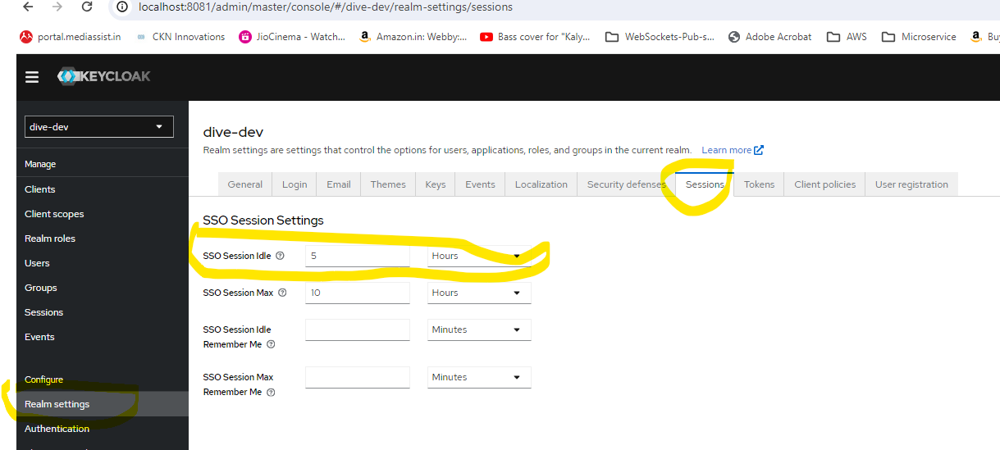 localhost:8081/admin/master/console/#/dive-dev/realm-settings/sessions
portal.mediassist.in CKN Innovations JioCinema - Watch... Amazon.in: Webby:... Bass cover for "Kaly... WebSockets-Pub-s... Adobe Acrobat AWS Microservice
KEYCLOAK
dive-dev
Manage
Clients
Client scopes
Realm roles
Users
Groups
Sessions
Events
Configure
Realm settings
Authentication
dive-dev
Realm settings are settings that control the options for users, applications, roles, and groups in the current realm. Learn more
General Login Email Themes Keys Events Localization Security defenses Sessions Tokens Client policies User registration
SSO Session Settings
SSO Session Idle 5 Hours
SSO Session Max 10 Hours
SSO Session Idle Minutes
Remember Me
SSO Session Max Minutes
Remember Me